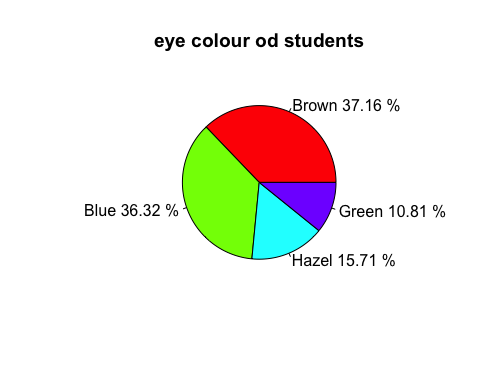 eye colour od students
Brown 37.16 %
Blue 36.32 %
Green 10.81 %
Hazel 15.71 %